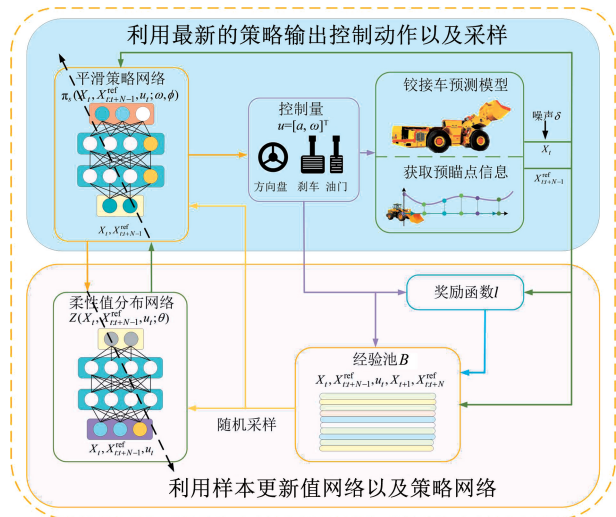 利用最新的策略输出控制动作以及采样
平滑策略网络
π_s(X_t, X^ref_{t:t+N-1}, u_t; ω, ϕ)
X_t, X^ref_{t:t+N-1}
控制量
u=[a, ω]^T
方向盘 刹车 油门
铰接车预测模型
获取预瞄点信息
噪声δ
X_t
X^ref_{t:t+N-1}
柔性值分布网络
Z(X_t, X^ref_{t:t+N-1}, u_t; θ)
X_t, X^ref_{t:t+N-1}, u_t
随机采样
奖励函数l
经验池B
X_t, X^ref_{t:t+N-1}, u_t, X_{t+1}, X^ref_{t:t+N}
利用样本更新值网络以及策略网络